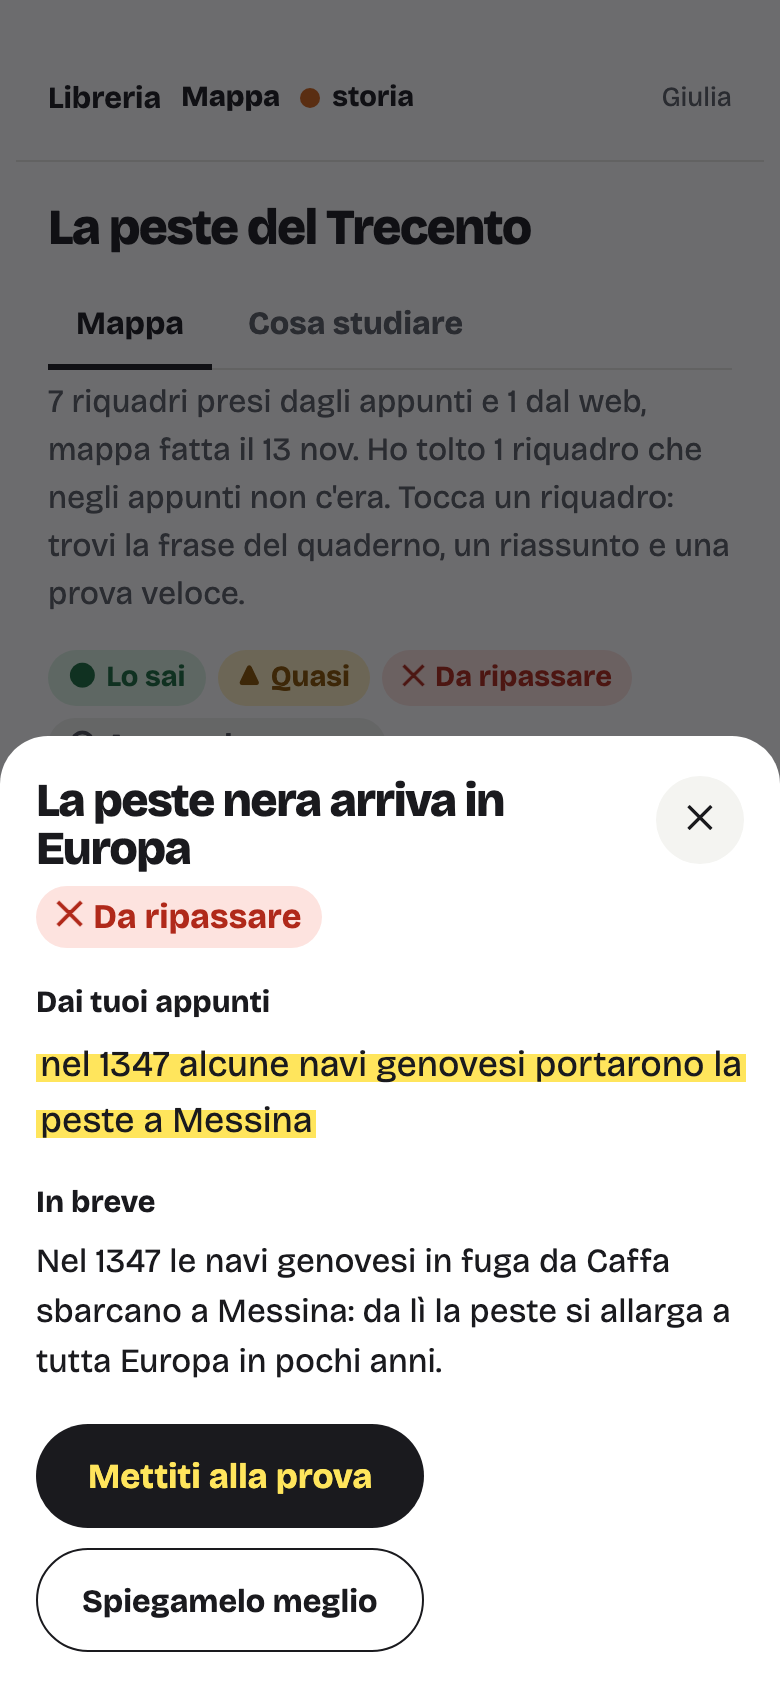 Libreria Mappa storia Giulia
La peste del Trecento
Mappa Cosa studiare
7 riquadri presi dagli appunti e 1 dal web,
mappa fatta il 13 nov. Ho tolto 1 riquadro che
negli appunti non c'era. Tocca un riquadro:
trovi la frase del quaderno, un riassunto e una
prova veloce.
Lo sai Quasi Da ripassare
La peste nera arriva in
Europa
Da ripassare
Dai tuoi appunti
nel 1347 alcune navi genovesi portarono la
peste a Messina
In breve
Nel 1347 le navi genovesi in fuga da Caffa
sbarcano a Messina: da lì la peste si allarga a
tutta Europa in pochi anni.
Mettiti alla prova
Spiegamelo meglio